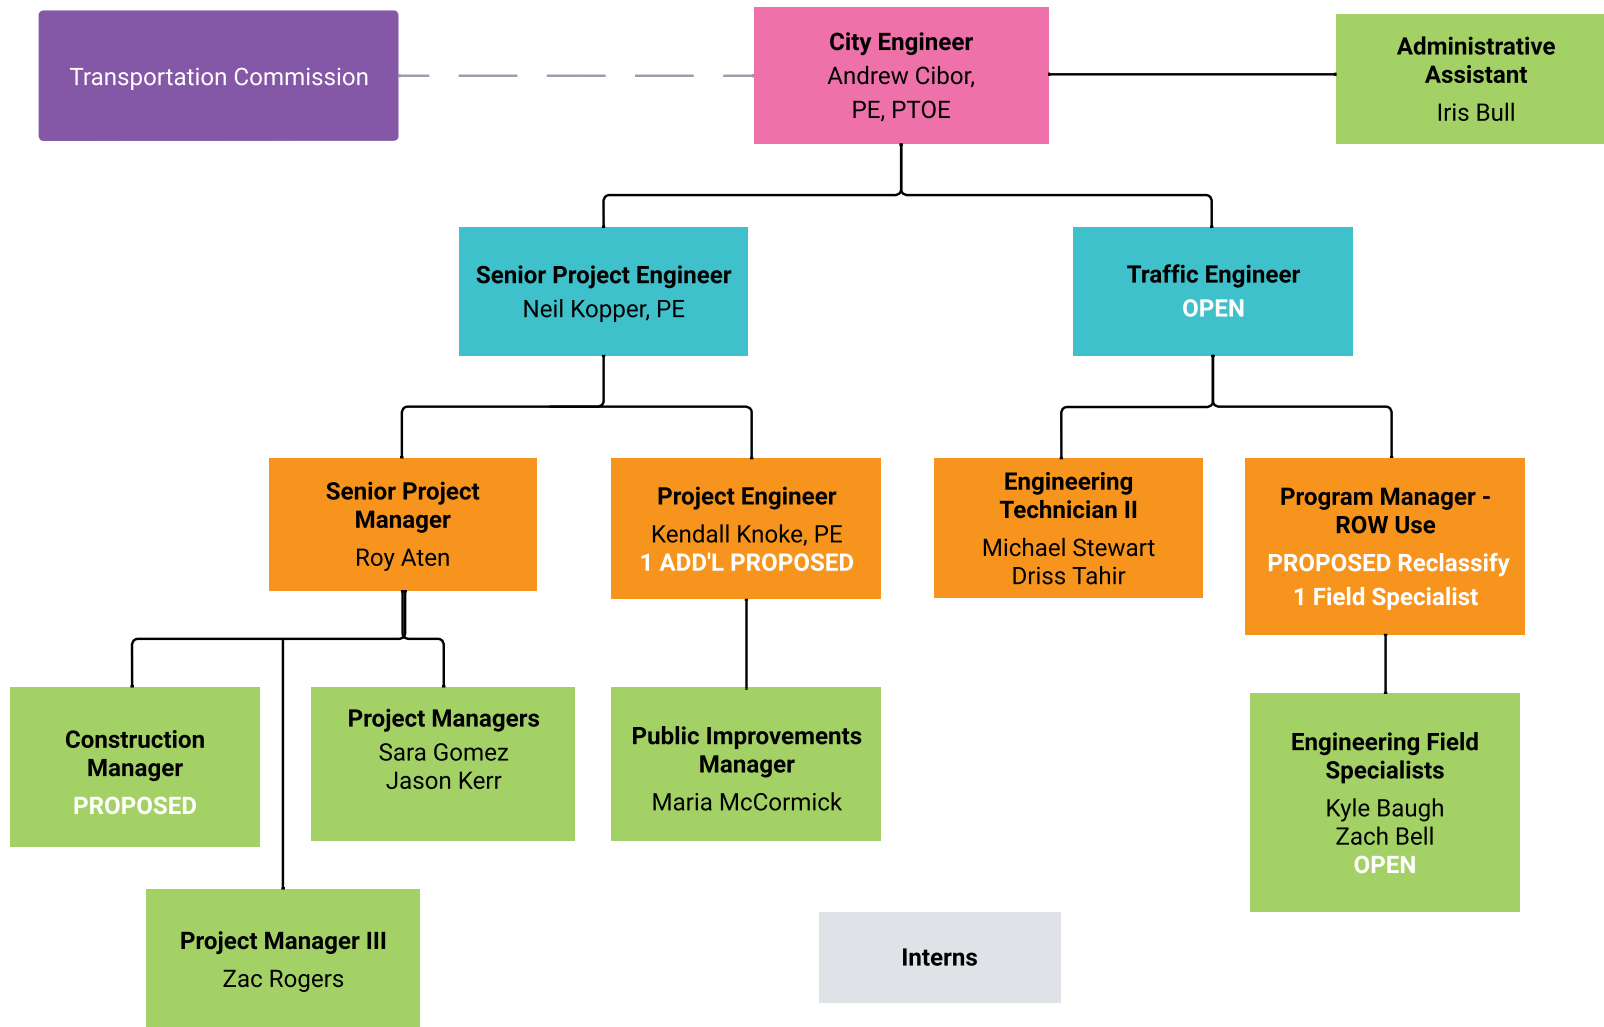 Transportation Commission
City Engineer
Andrew Cibor,
PE, PTOE
Administrative
Assistant
Iris Bull
Senior Project Engineer
Neil Kopper, PE
Traffic Engineer
OPEN
Senior Project
Manager
Roy Aten
Project Engineer
Kendall Knoke, PE
1 ADD'L PROPOSED
Engineering
Technician II
Michael Stewart
Driss Tahir
Program Manager -
ROW Use
PROPOSED Reclassify
1 Field Specialist
Construction
Manager
PROPOSED
Project Managers
Sara Gomez
Jason Kerr
Public Improvements
Manager
Maria McCormick
Engineering Field
Specialists
Kyle Baugh
Zach Bell
OPEN
Project Manager III
Zac Rogers
Interns